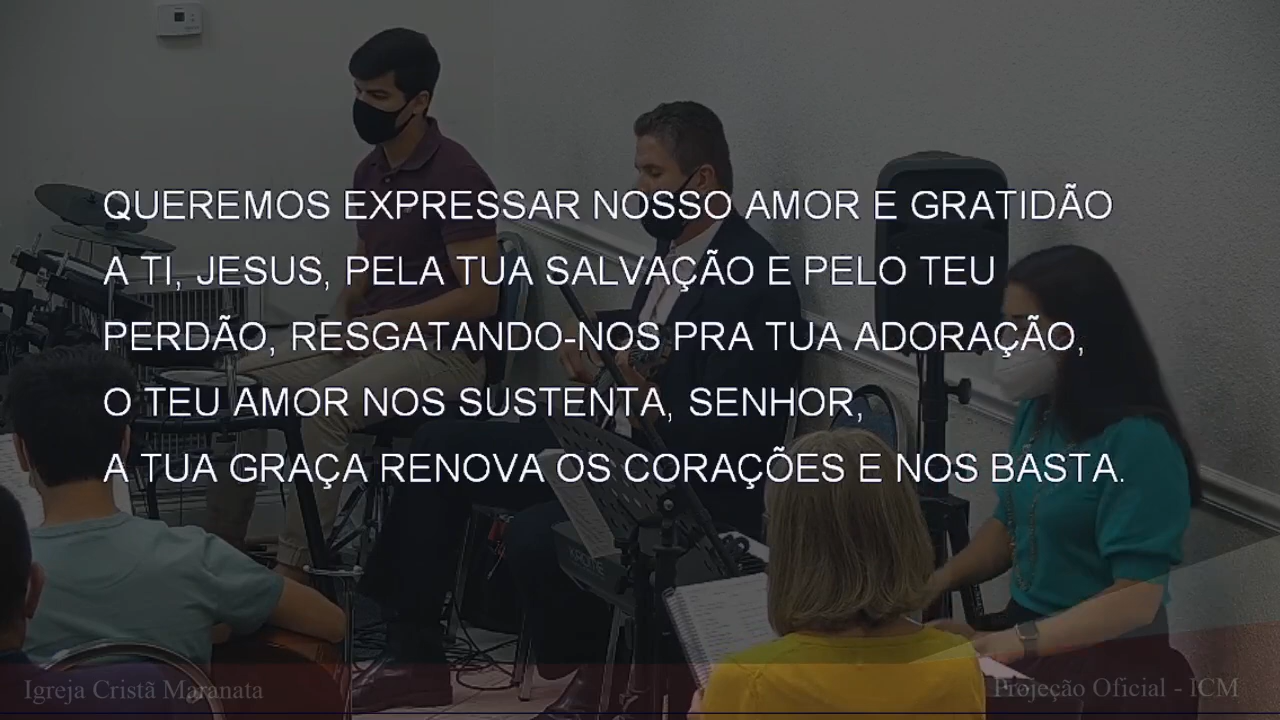 QUEREMOS EXPRESSAR NOSSO AMOR E GRATIDÃO
A TI, JESUS, PELA TUA SALVAÇÃO E PELO TEU
PERDÃO, RESGATANDO-NOS PRA TUA ADORAÇÃO,
O TEU AMOR NOS SUSTENTA, SENHOR,
A TUA GRAÇA RENOVA OS CORAÇÕES E NOS BASTA.
Igreja Cristã Maranata
Projeção Oficial - ICM